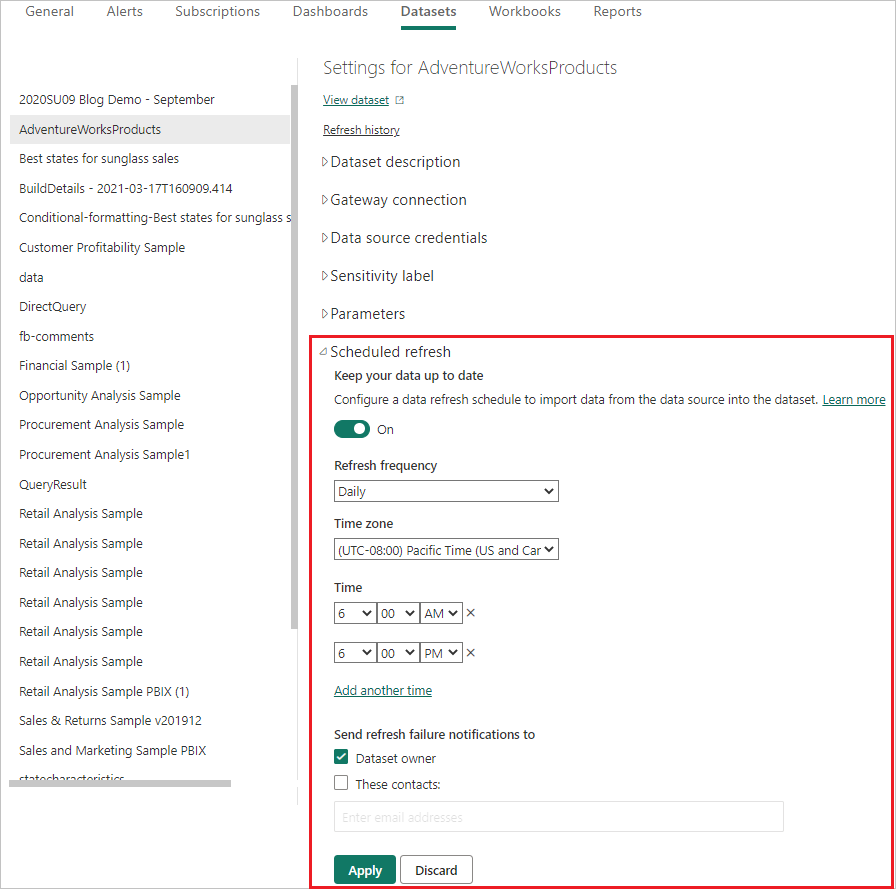 General Alerts Subscriptions Dashboards Datasets Workbooks Reports
2020SU09 Blog Demo - September
AdventureWorksProducts
Best states for sunglass sales
BuildDetails - 2021-03-17T160909.414
Conditional-formatting-Best states for sunglass s
Customer Profitability Sample
data
DirectQuery
fb-comments
Financial Sample (1)
Opportunity Analysis Sample
Procurement Analysis Sample
Procurement Analysis Sample1
QueryResult
Retail Analysis Sample
Retail Analysis Sample
Retail Analysis Sample
Retail Analysis Sample
Retail Analysis Sample
Retail Analysis Sample
Retail Analysis Sample PBIX (1)
Sales & Returns Sample v201912
Sales and Marketing Sample PBIX
statecharacteristics
Settings for AdventureWorksProducts
View dataset
Refresh history
Dataset description
Gateway connection
Data source credentials
Sensitivity label
Parameters
Scheduled refresh
Keep your data up to date
Configure a data refresh schedule to import data from the data source into the dataset. Learn more
On
Refresh frequency
Daily
Time zone
(UTC-08:00) Pacific Time (US and Can
Time
6 00 AM
6 00 PM
Add another time
Send refresh failure notifications to
Dataset owner
These contacts:
Enter email addresses
Apply Discard